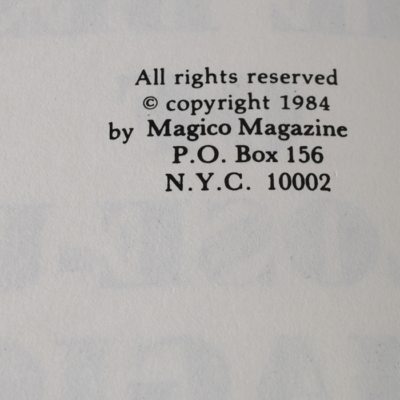 All rights reserved
© copyright 1984
by Magico Magazine
P.O. Box 156
N.Y.C. 10002